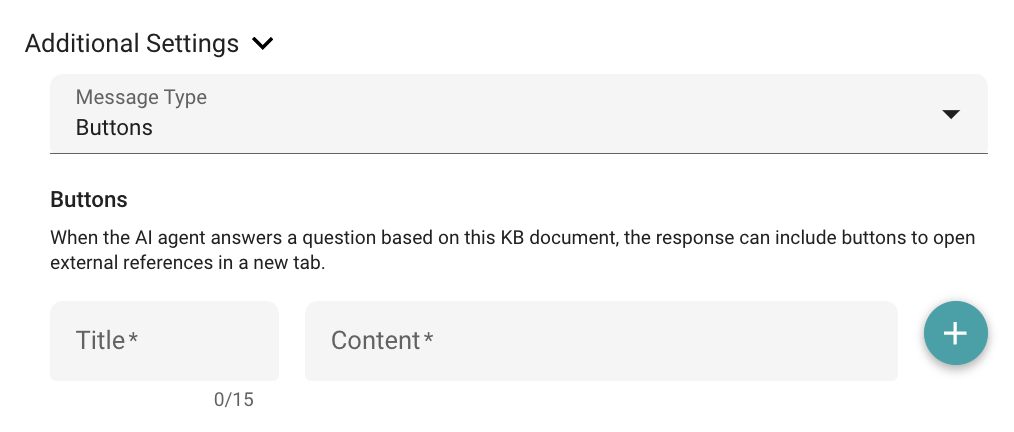 Additional Settings
Message Type
Buttons
Buttons
When the AI agent answers a question based on this KB document, the response can include buttons to open
external references in a new tab.
Title*
Content*
0/15